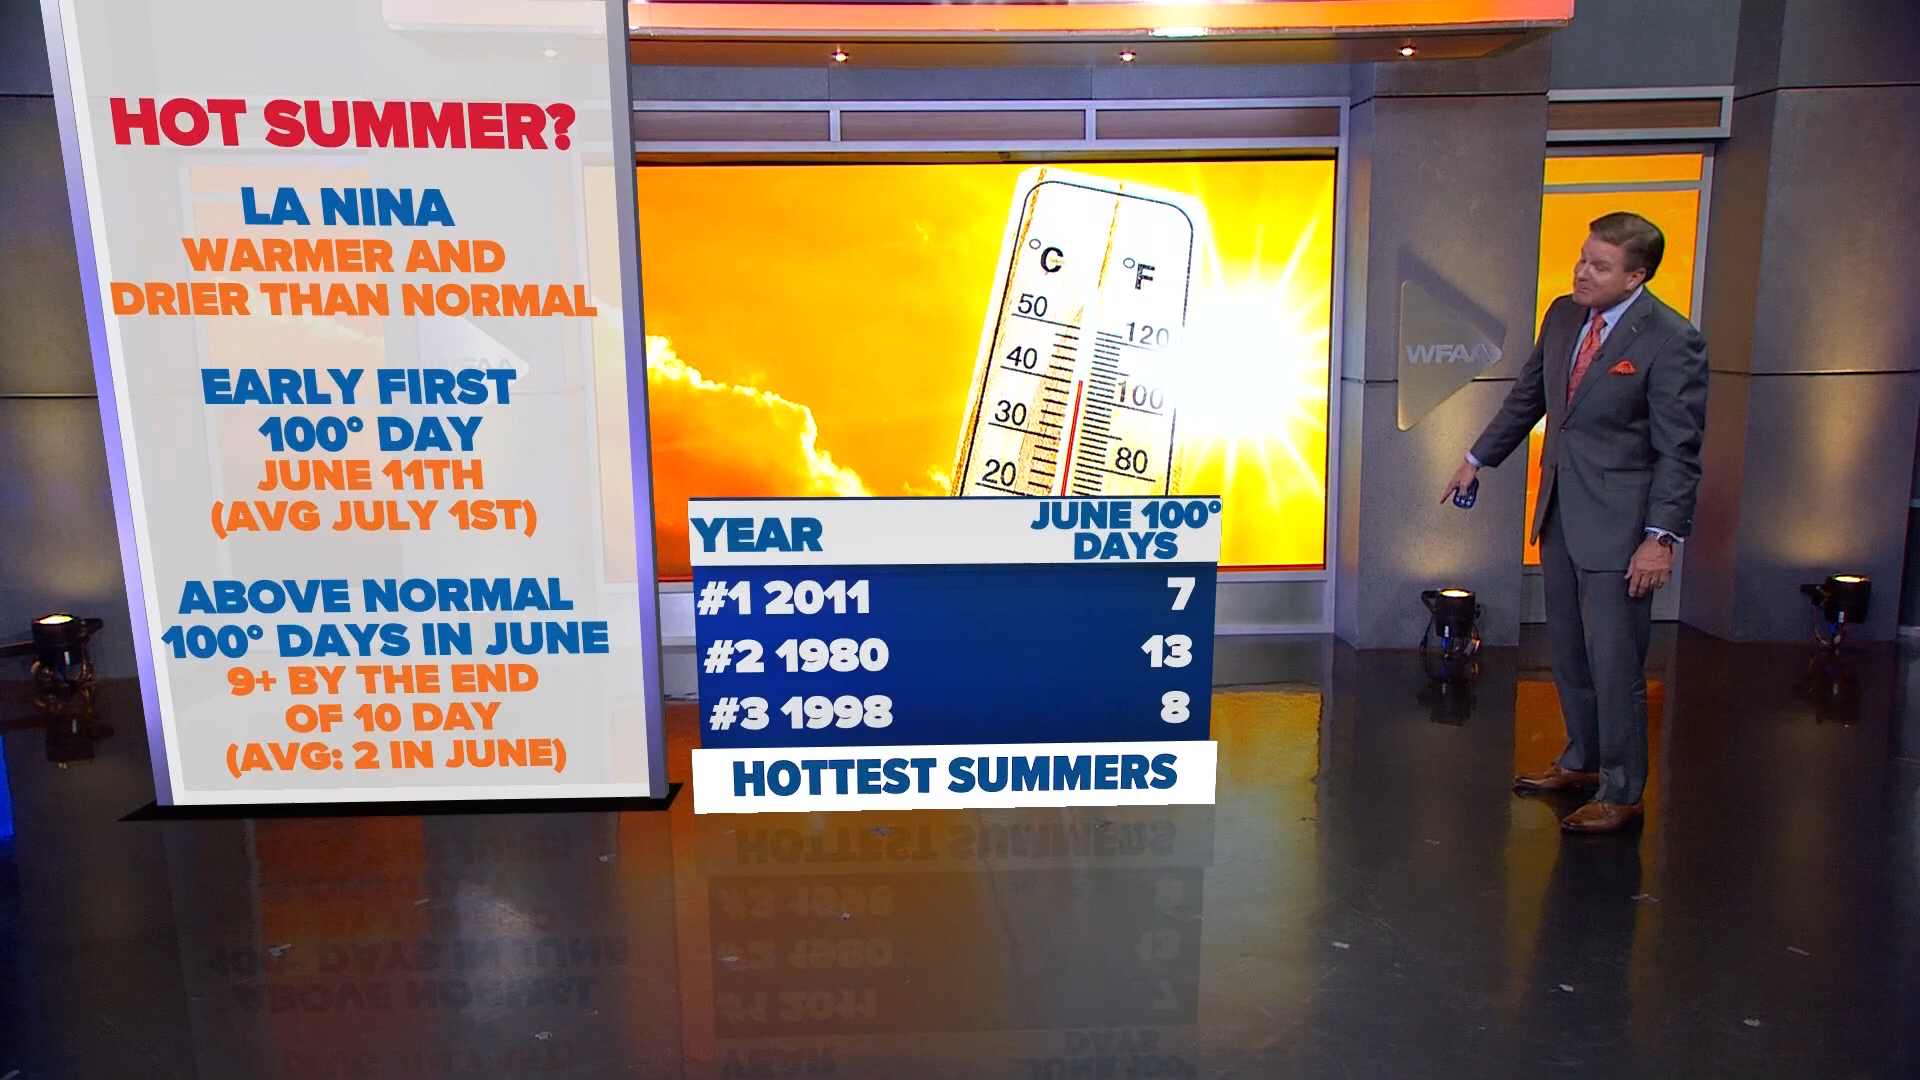 HOT SUMMER?
LA NINA
WARMER AND
DRIER THAN NORMAL
EARLY FIRST
100° DAY
JUNE 11TH
(AVG JULY 1ST)
ABOVE NORMAL
100° DAYS IN JUNE
9+ BY THE END
OF 10 DAY
(AVG: 2 IN JUNE)
°C
°F
50
120
40
100
30
80
20
WFAA
YEAR
JUNE 100°
DAYS
#1 2011 7
#2 1980 13
#3 1998 8
HOTTEST SUMMERS